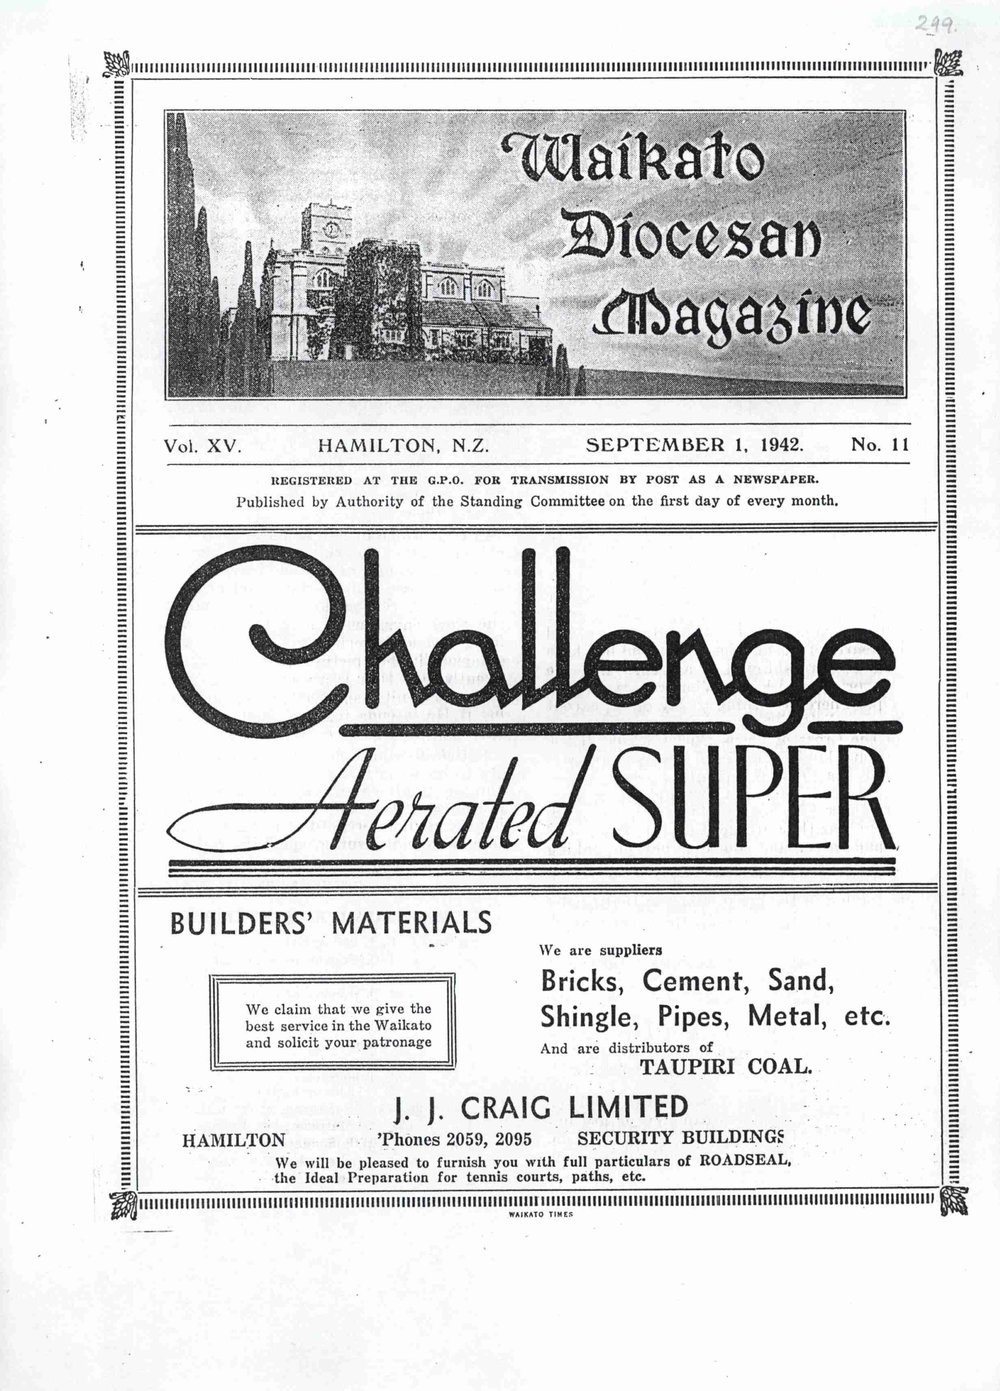 299.
Waikato
Diocesan
Magazine
Vol. XV. HAMILTON, N.Z. SEPTEMBER 1, 1942. No. 11
REGISTERED AT THE G.P.O. FOR TRANSMISSION BY POST AS A NEWSPAPER.
Published by Authority of the Standing Committee on the first day of every month.
Challenge
Aerated SUPER
BUILDERS' MATERIALS
We claim that we give the
best service in the Waikato
and solicit your patronage
We are suppliers
Bricks, Cement, Sand,
Shingle, Pipes, Metal, etc.
And are distributors of
TAUPIRI COAL.
J. J. CRAIG LIMITED
HAMILTON 'Phones 2059, 2095 SECURITY BUILDINGS
We will be pleased to furnish you with full particulars of ROADSEAL,
the Ideal Preparation for tennis courts, paths, etc.
WAIKATO TIMES